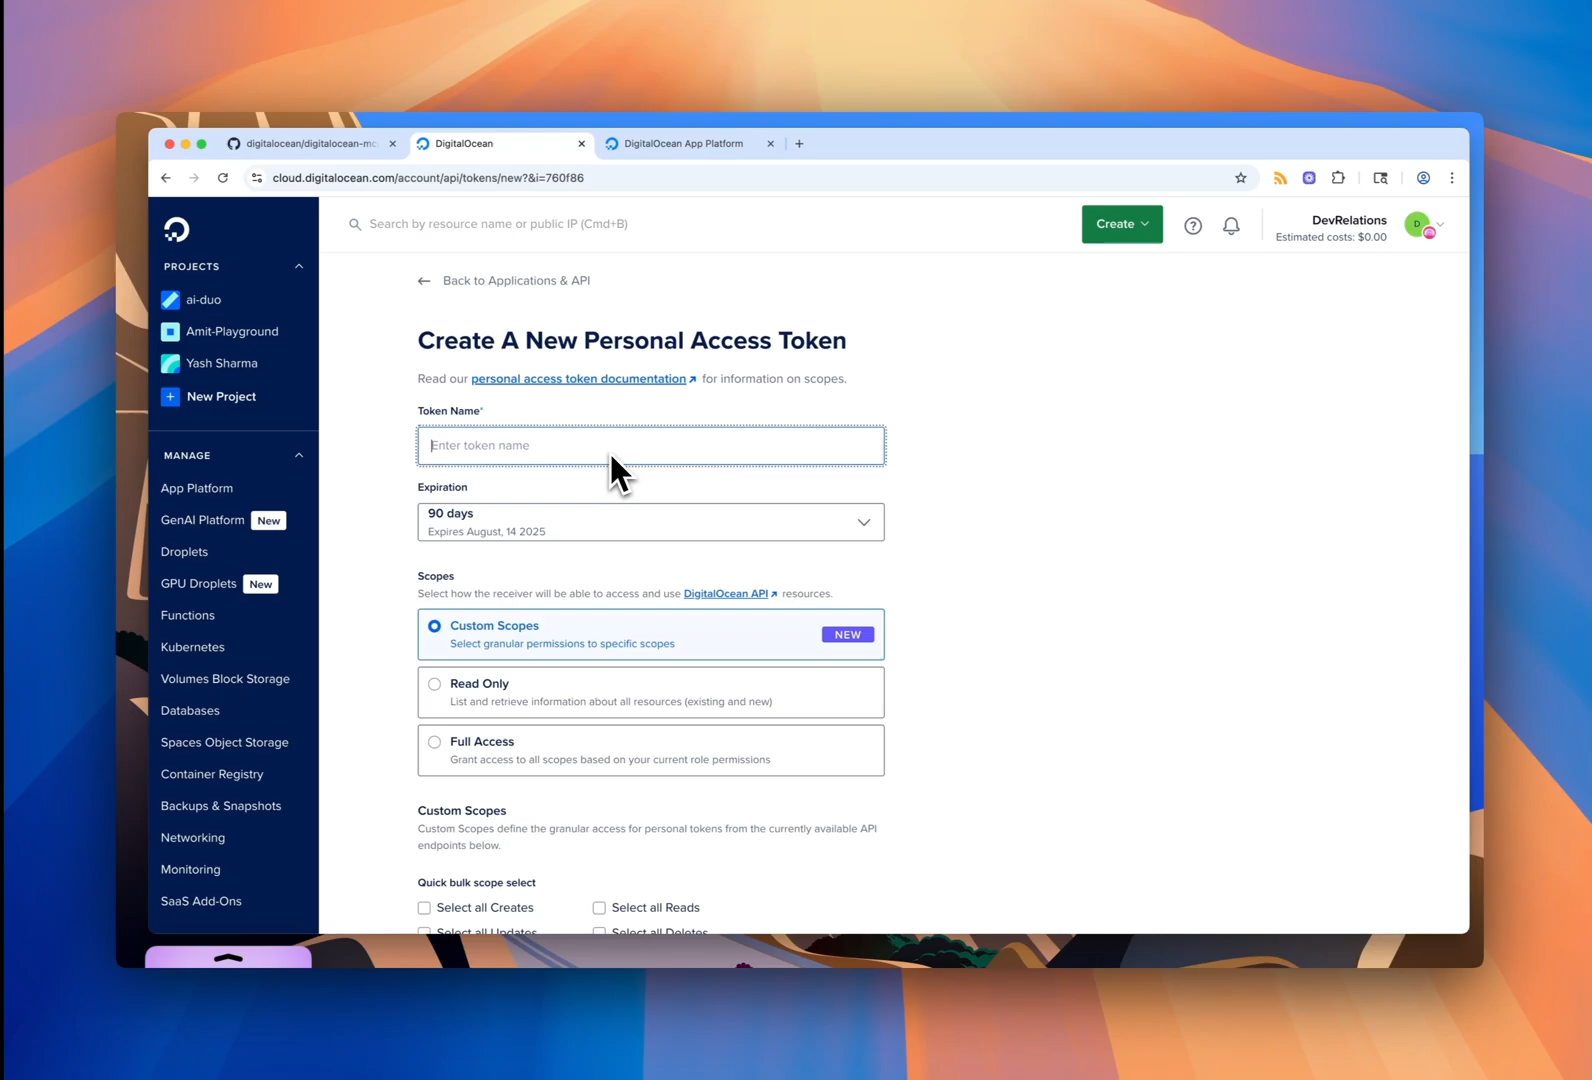 digitalocean/digitalocean-mc
DigitalOcean
DigitalOcean App Platform
cloud.digitalocean.com/account/api/tokens/new?&i=760f86
Search by resource name or public IP (Cmd+B)
Create
DevRelations
Estimated costs: $0.00
D
PROJECTS
ai-duo
Amit-Playground
Yash Sharma
New Project
MANAGE
App Platform
GenAI Platform New
Droplets
GPU Droplets New
Functions
Kubernetes
Volumes Block Storage
Databases
Spaces Object Storage
Container Registry
Backups & Snapshots
Networking
Monitoring
SaaS Add-Ons
Back to Applications & API
Create A New Personal Access Token
Read our personal access token documentation for information on scopes.
Token Name*
Enter token name
Expiration
90 days
Expires August, 14 2025
Scopes
Select how the receiver will be able to access and use DigitalOcean API resources.
Custom Scopes
Select granular permissions to specific scopes
NEW
Read Only
List and retrieve information about all resources (existing and new)
Full Access
Grant access to all scopes based on your current role permissions
Custom Scopes
Custom Scopes define the granular access for personal tokens from the currently available API
endpoints below.
Quick bulk scope select
Select all Creates
Select all Reads
Select all Updates
Select all Deletes